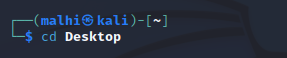 ┌──(malhi㉿kali)-[~]
└─$ cd Desktop